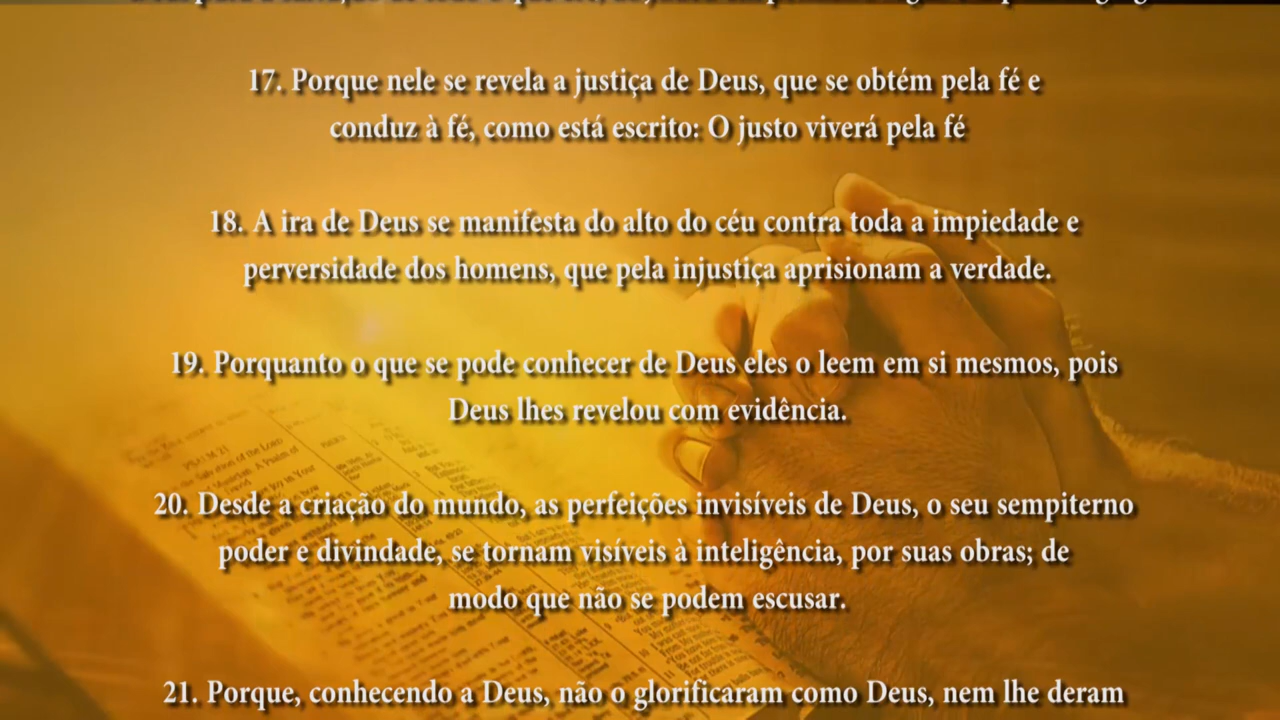 17. Porque nele se revela a justiça de Deus, que se obtém pela fé e
conduz à fé, como está escrito: O justo viverá pela fé
18. A ira de Deus se manifesta do alto do céu contra toda a impiedade e
perversidade dos homens, que pela injustiça aprisionam a verdade.
19. Porquanto o que se pode conhecer de Deus eles o leem em si mesmos, pois
Deus lhes revelou com evidência.
20. Desde a criação do mundo, as perfeições invisíveis de Deus, o seu sempiterno
poder e divindade, se tornam visíveis à inteligência, por suas obras; de
modo que não se podem escusar.
21. Porque, conhecendo a Deus, não o glorificaram como Deus, nem lhe deram